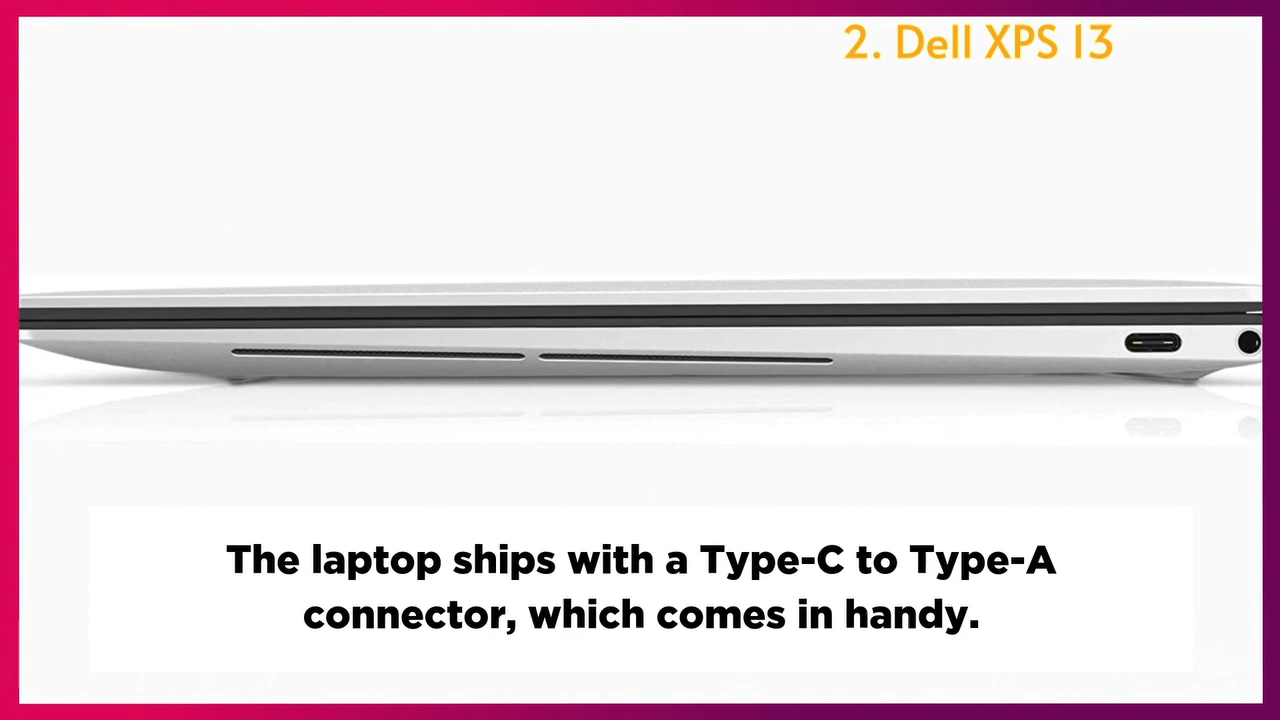 2. Dell XPS 13
The laptop ships with a Type-C to Type-A
connector, which comes in handy.